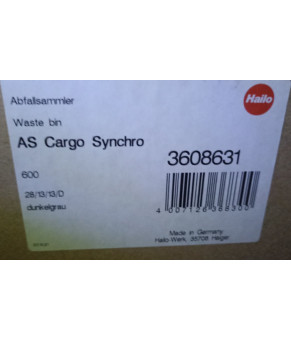 Abfallsammler
Hailo
Waste bin
AS Cargo Synchro
3608631
600
28/13/13/D
dunkelgrau
Made in Germany
Hailo-Werk, 35708 Haiger